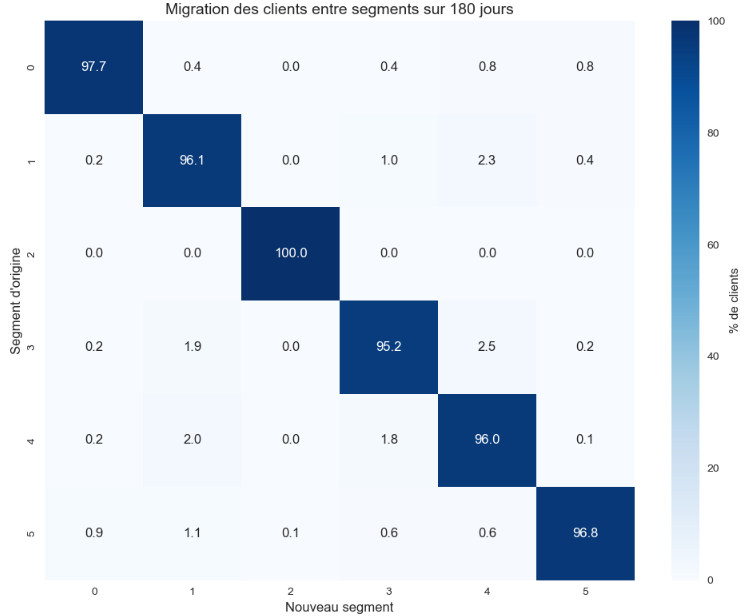 Migration des clients entre segments sur 180 jours
0 97.7 0.4 0.0 0.4 0.8 0.8
1 0.2 96.1 0.0 1.0 2.3 0.4
2 0.0 0.0 100.0 0.0 0.0 0.0
3 0.2 1.9 0.0 95.2 2.5 0.2
4 0.2 2.0 0.0 1.8 96.0 0.1
5 0.9 1.1 0.1 0.6 0.6 96.8
0 1 2 3 4 5
Nouveau segment
Segment d'origine
100
80
60
40
20
0
% de clients